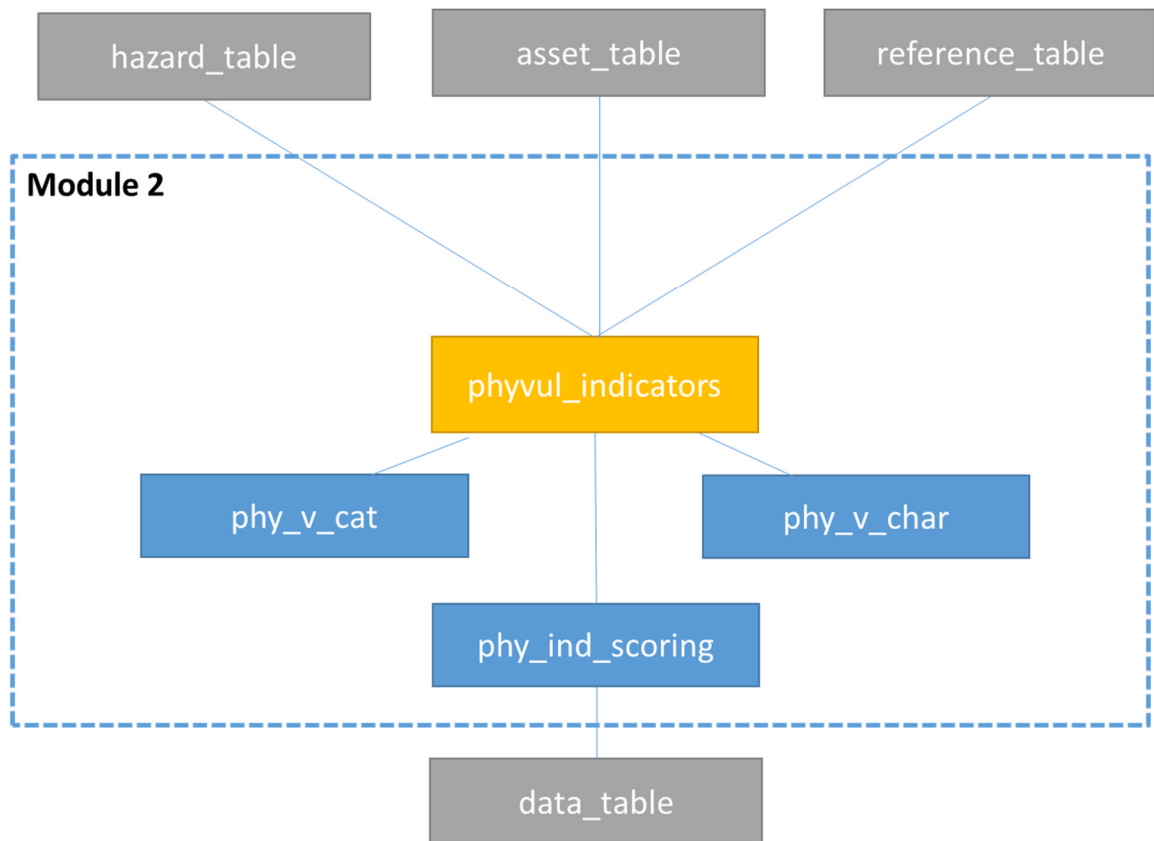 hazard_table
asset_table
reference_table
Module 2
phyvul_indicators
phy_v_cat
phy_v_char
phy_ind_scoring
data_table